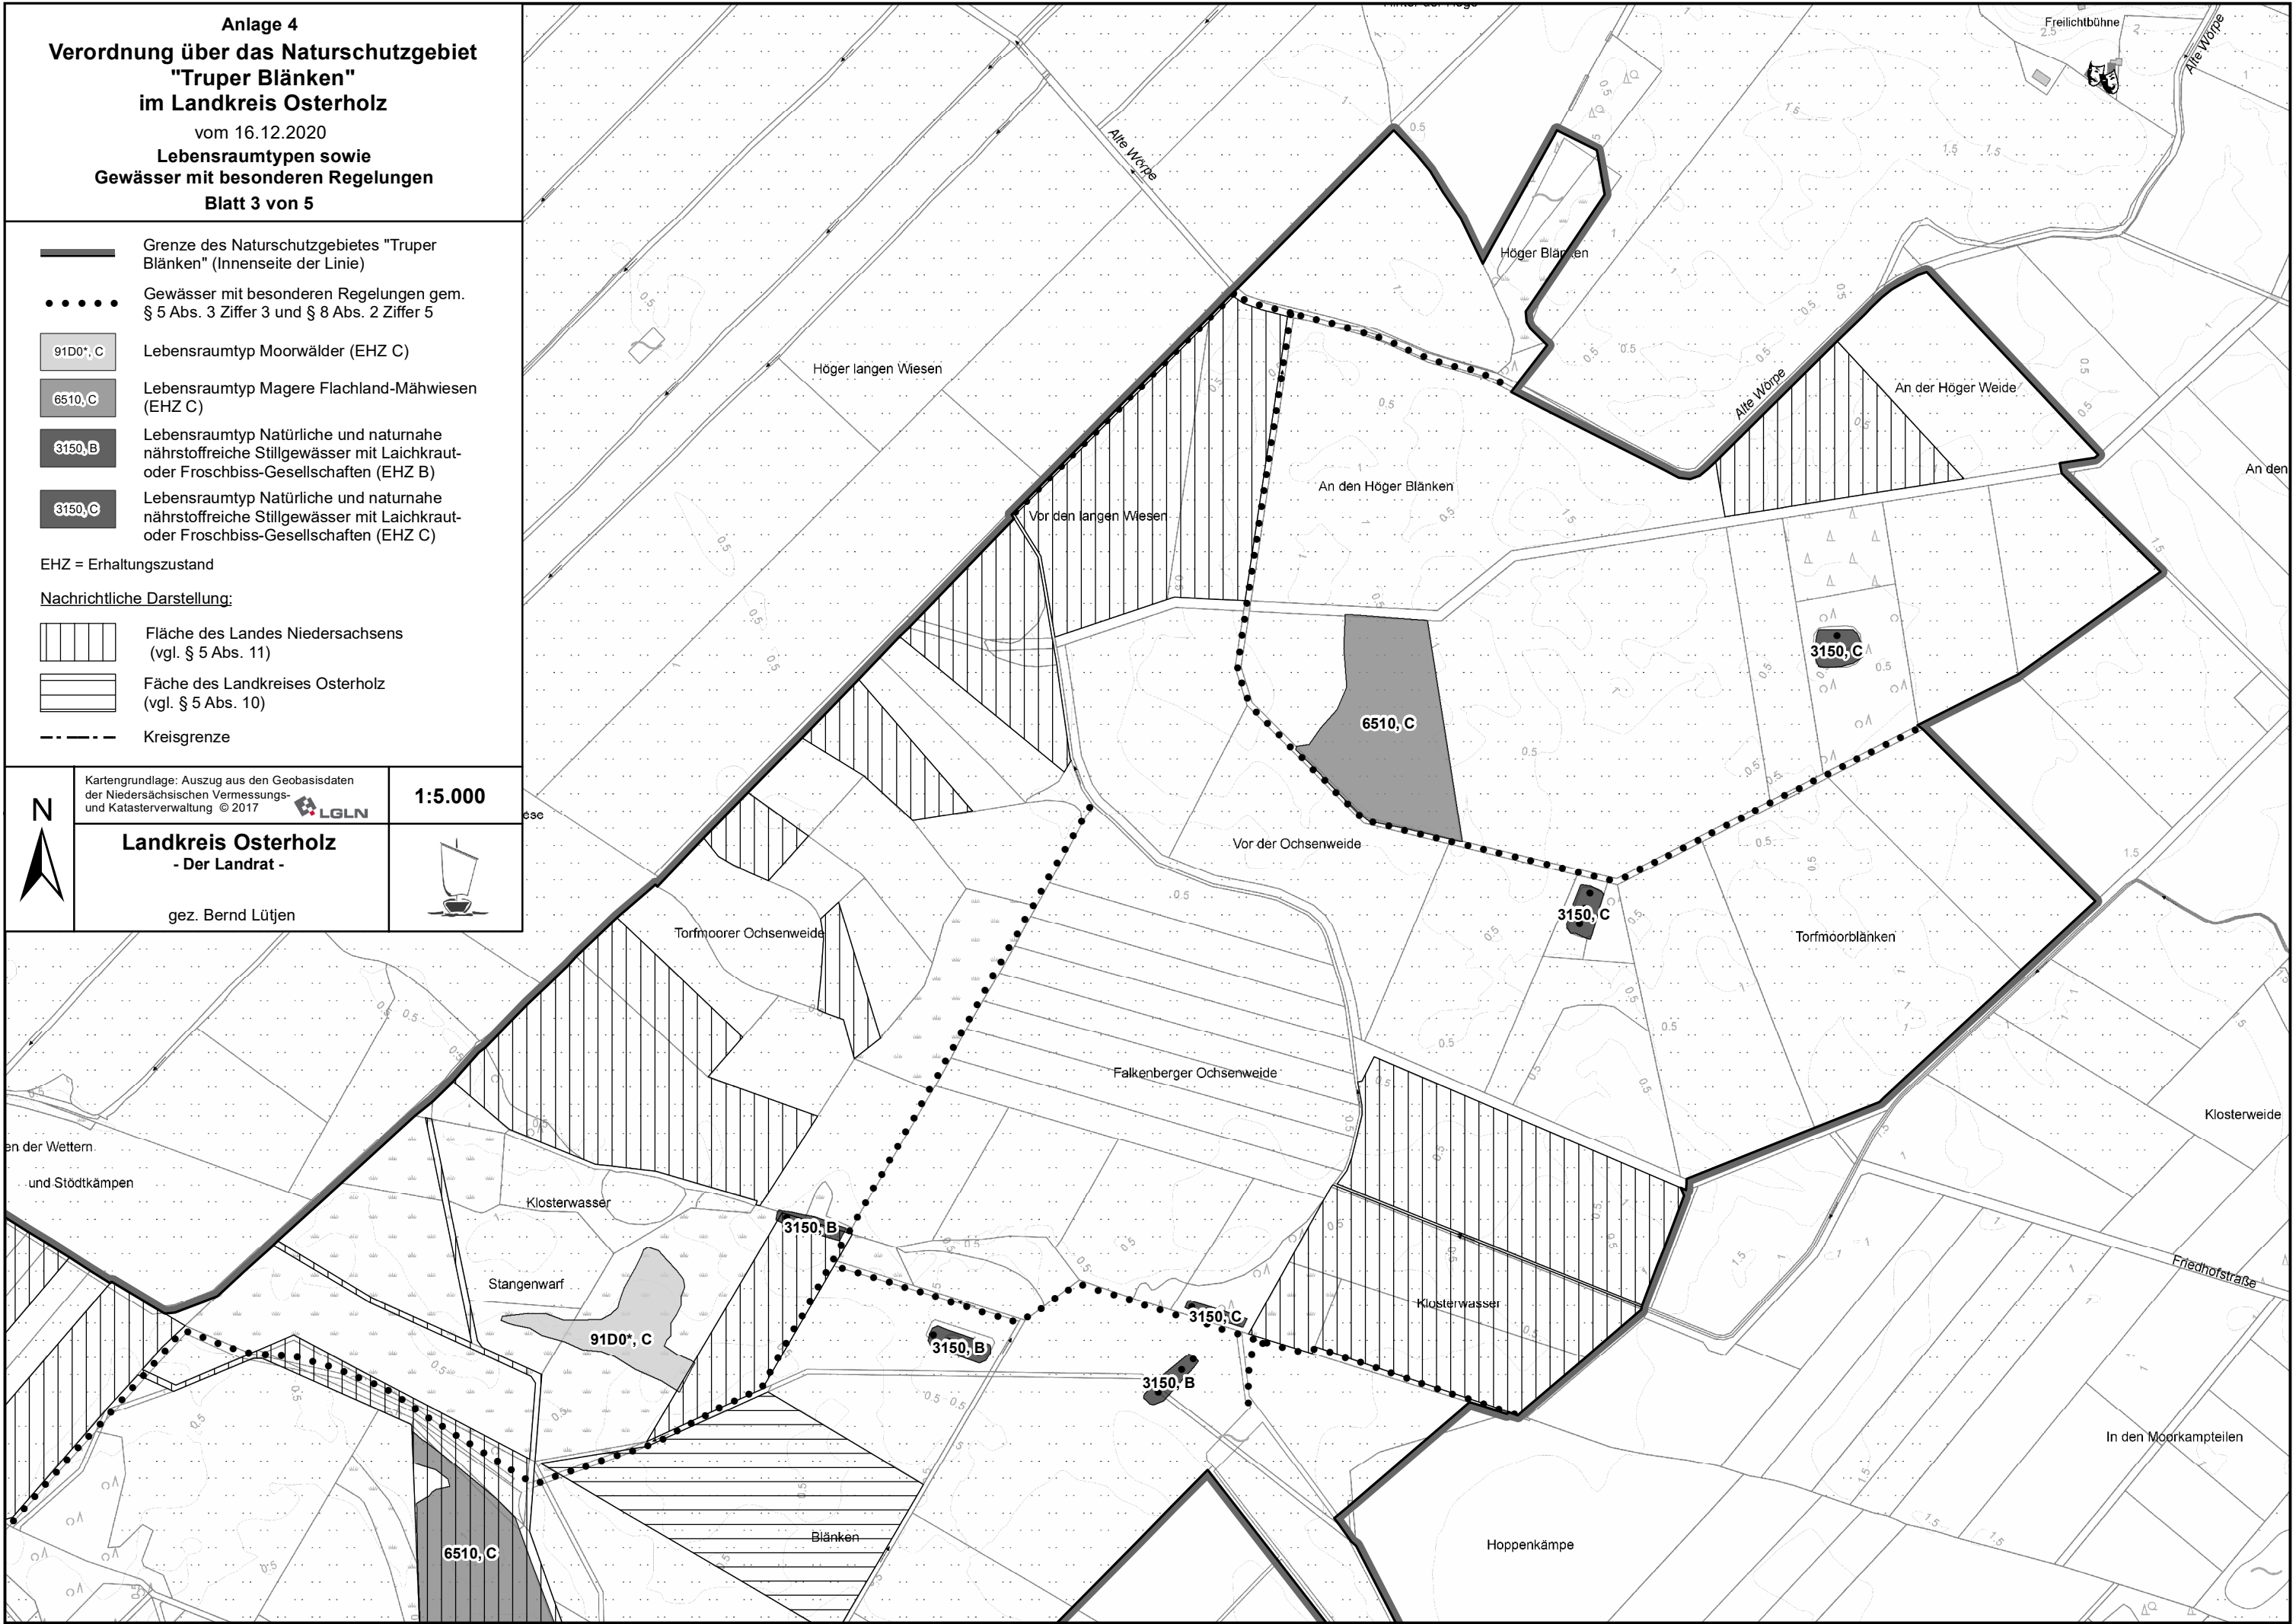 Anlage 4
Verordnung über das Naturschutzgebiet
"Truper Blänken"
im Landkreis Osterholz
vom 16.12.2020
Lebensraumtypen sowie
Gewässer mit besonderen Regelungen
Blatt 3 von 5
Grenze des Naturschutzgebietes "Truper
Blänken" (Innenseite der Linie)
Gewässer mit besonderen Regelungen gem.
§ 5 Abs. 3 Ziffer 3 und § 8 Abs. 2 Ziffer 5
91D0*, C
Lebensraumtyp Moorwälder (EHZ C)
6510, C
Lebensraumtyp Magere Flachland-Mähwiesen
(EHZ C)
3150, B
Lebensraumtyp Natürliche und naturnahe
nährstoffreiche Stillgewässer mit Laichkraut-
oder Froschbiss-Gesellschaften (EHZ B)
3150, C
Lebensraumtyp Natürliche und naturnahe
nährstoffreiche Stillgewässer mit Laichkraut-
oder Froschbiss-Gesellschaften (EHZ C)
EHZ = Erhaltungszustand
Nachrichtliche Darstellung:
Fläche des Landes Niedersachsens
(vgl. § 5 Abs. 11)
Fäche des Landkreises Osterholz
(vgl. § 5 Abs. 10)
Kreisgrenze
N
Kartengrundlage: Auszug aus den Geobasisdaten
der Niedersächsischen Vermessungs-
und Katasterverwaltung © 2017
LGLN
1:5.000
Landkreis Osterholz
- Der Landrat -
gez. Bernd Lütjen
Freilichtbühne
Alte Wörpe
Alte Wörpe
Höger Blänken
Höger langen Wiesen
Alte Wörpe
An der Höger Weide
An den
An den Höger Blänken
Vor den langen Wiesen
3150, C
6510, C
Vor der Ochsenweide
3150, C
Torfmoorer Ochsenweide
Torfmoorblänken
Falkenberger Ochsenweide
Klosterweide
en der Wettern
und Stödtkämpen
Klosterwasser
3150, B
Stangenwarf
Friedhofstraße
Klosterwasser
91D0*, C
3150, C
3150, B
3150, B
In den Moorkampteilen
Blänken
Hoppenkämpe
6510, C